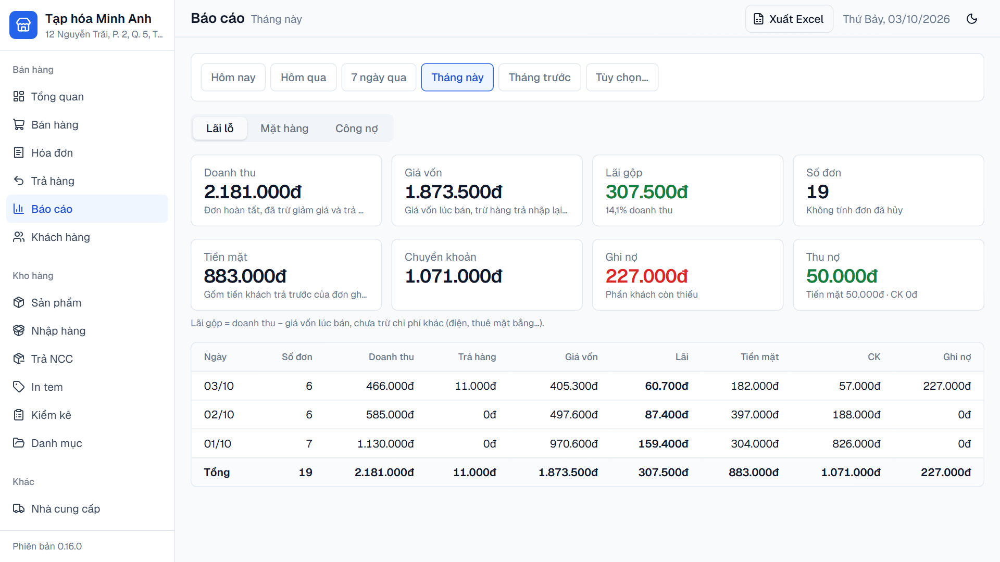 Tạp hóa Minh Anh
12 Nguyễn Trãi, P. 2, Q. 5, T...
Bán hàng
Tổng quan
Bán hàng
Hóa đơn
Trả hàng
Báo cáo
Khách hàng
Kho hàng
Sản phẩm
Nhập hàng
Trả NCC
In tem
Kiểm kê
Danh mục
Khác
Nhà cung cấp
Phiên bản 0.16.0
Báo cáo Tháng này
Xuất Excel Thứ Bảy, 03/10/2026
Hôm nay Hôm qua 7 ngày qua Tháng này Tháng trước Tùy chọn...
Lãi lỗ Mặt hàng Công nợ
Doanh thu
2.181.000đ
Đơn hoàn tất, đã trừ giảm giá và trả ...
Giá vốn
1.873.500đ
Giá vốn lúc bán, trừ hàng trả nhập lại...
Lãi gộp
307.500đ
14,1% doanh thu
Số đơn
19
Không tính đơn đã hủy
Tiền mặt
883.000đ
Gồm tiền khách trả trước của đơn gh...
Chuyển khoản
1.071.000đ
Ghi nợ
227.000đ
Phần khách còn thiếu
Thu nợ
50.000đ
Tiền mặt 50.000đ · CK 0đ
Lãi gộp = doanh thu − giá vốn lúc bán, chưa trừ chi phí khác (điện, thuê mặt bằng...).
Ngày Số đơn Doanh thu Trả hàng Giá vốn Lãi Tiền mặt CK Ghi nợ
03/10 6 466.000đ 11.000đ 405.300đ 60.700đ 182.000đ 57.000đ 227.000đ
02/10 6 585.000đ 0đ 497.600đ 87.400đ 397.000đ 188.000đ 0đ
01/10 7 1.130.000đ 0đ 970.600đ 159.400đ 304.000đ 826.000đ 0đ
Tổng 19 2.181.000đ 11.000đ 1.873.500đ 307.500đ 883.000đ 1.071.000đ 227.000đ